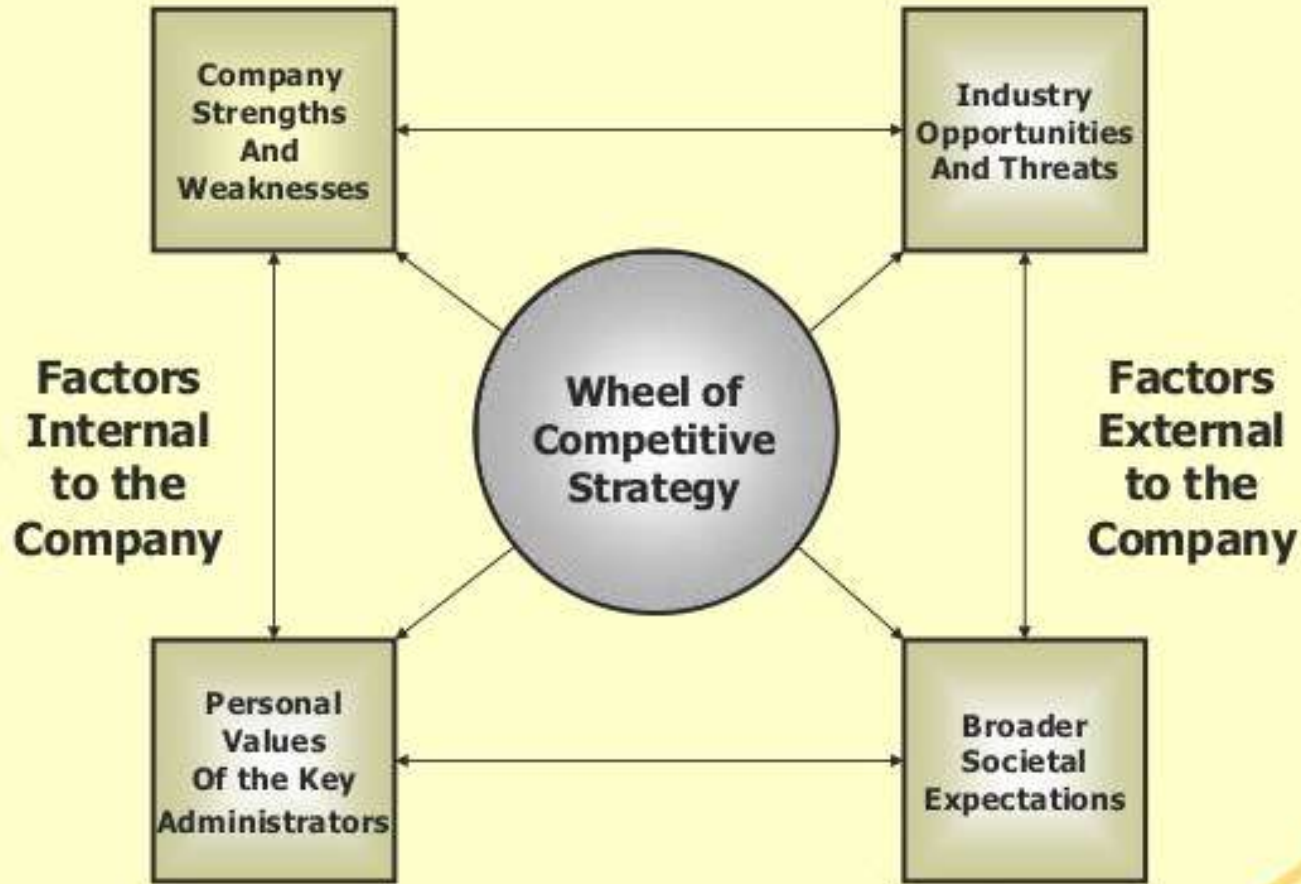 Company
Strengths
And
Weaknesses
Industry
Opportunities
And Threats
Factors
Internal
to the
Company
Wheel of
Competitive
Strategy
Factors
External
to the
Company
Personal
Values
Of the Key
Administrators
Broader
Societal
Expectations